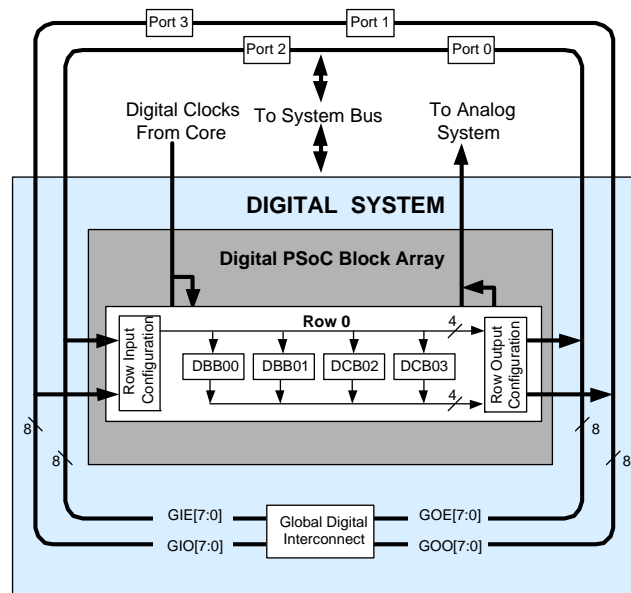 Port 3
Port 1
Port 2
Port 0
Digital Clocks
From Core
To System Bus
To Analog
System
DIGITAL SYSTEM
Digital PSoC Block Array
Row Input
Configuration
Row 0
4
DBB00
DBB01
DCB02
DCB03
4
Row Output
Configuration
8
8
8
8
GIE[7:0]
GIO[7:0]
Global Digital
Interconnect
GOE[7:0]
GOO[7:0]